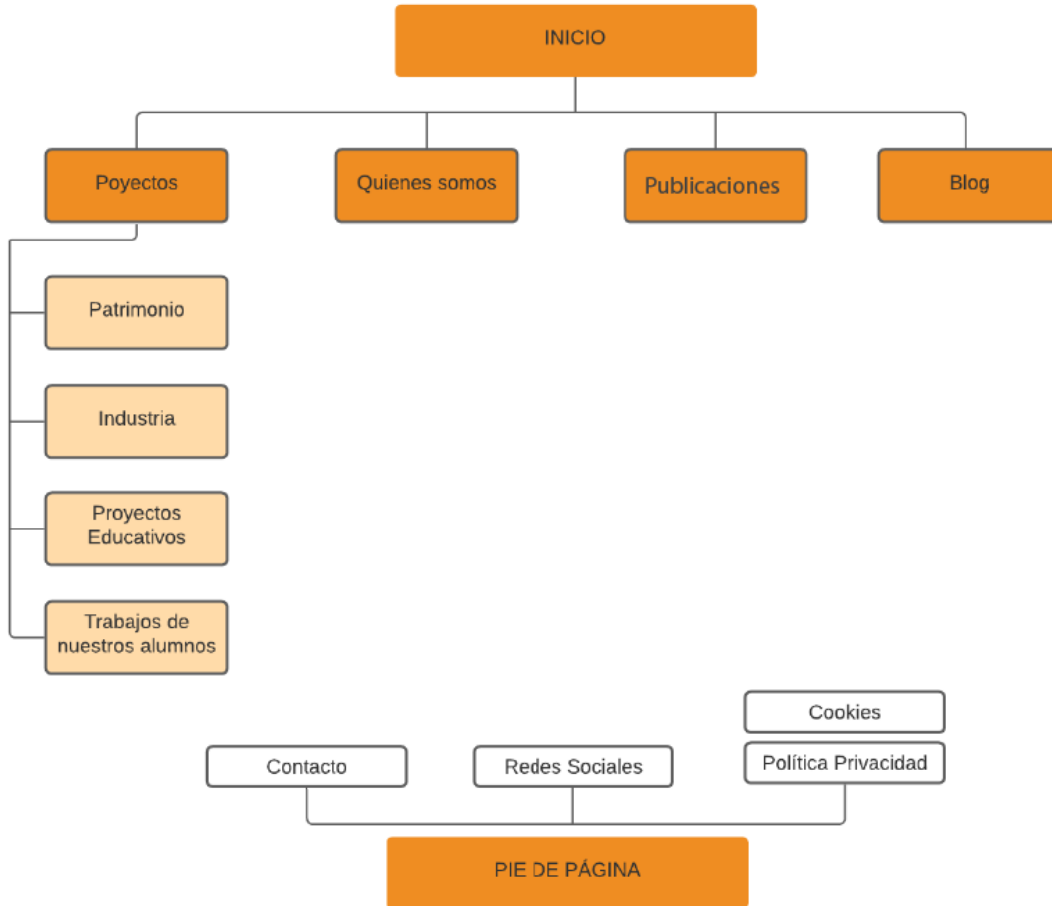 INICIO
Poyectos
Quienes somos
Publicaciones
Blog
Patrimonio
Industria
Proyectos
Educativos
Trabajos de
nuestros alumnos
Cookies
Contacto
Redes Sociales
Política Privacidad
PIE DE PÁGINA